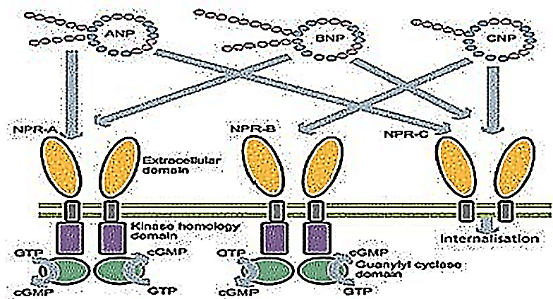 ANP
BNP
CNP
NPR-A
NPR-B
NPR-C
Extracellular
domain
Internalisation
Kinase homology
domain
GTP
cGMP
GTP
cGMP
Guanylyl cyclase
domain
cGMP
GTP
cGMP
GTP